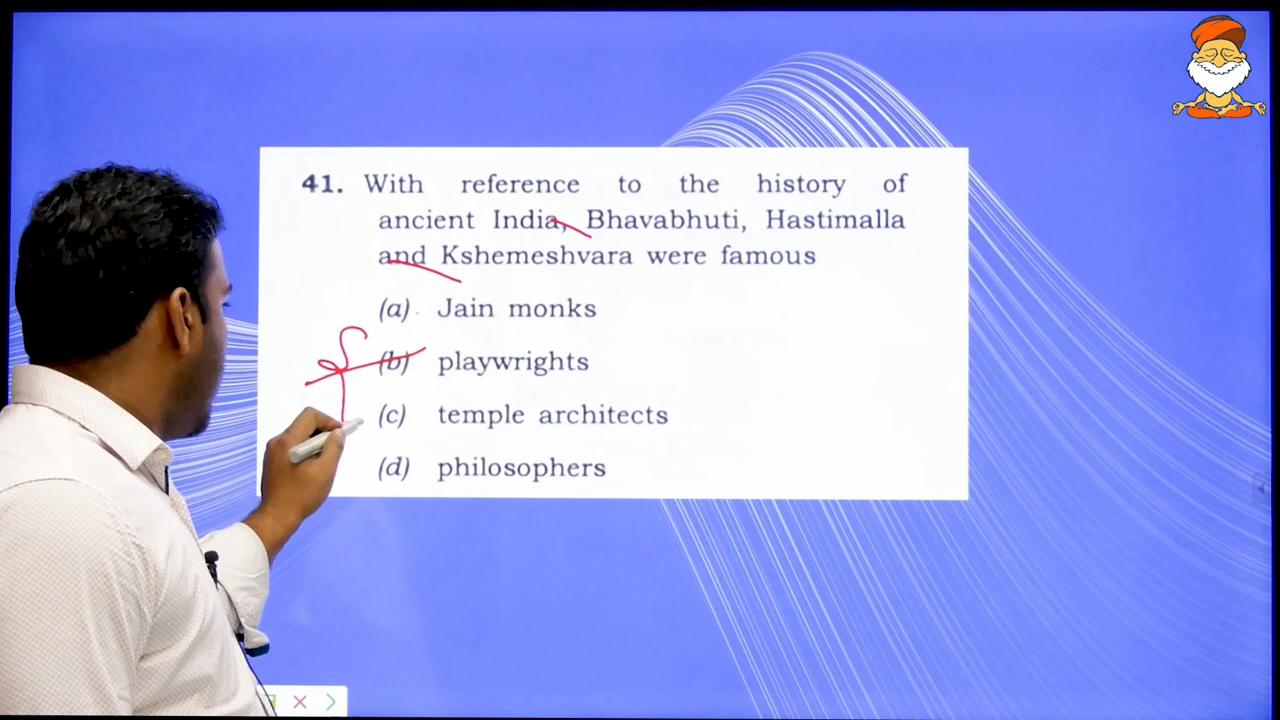 41. With reference to the history of
ancient India, Bhavabhuti, Hastimalla
and Kshemeshvara were famous
(a) Jain monks
(b) playwrights
(c) temple architects
(d) philosophers